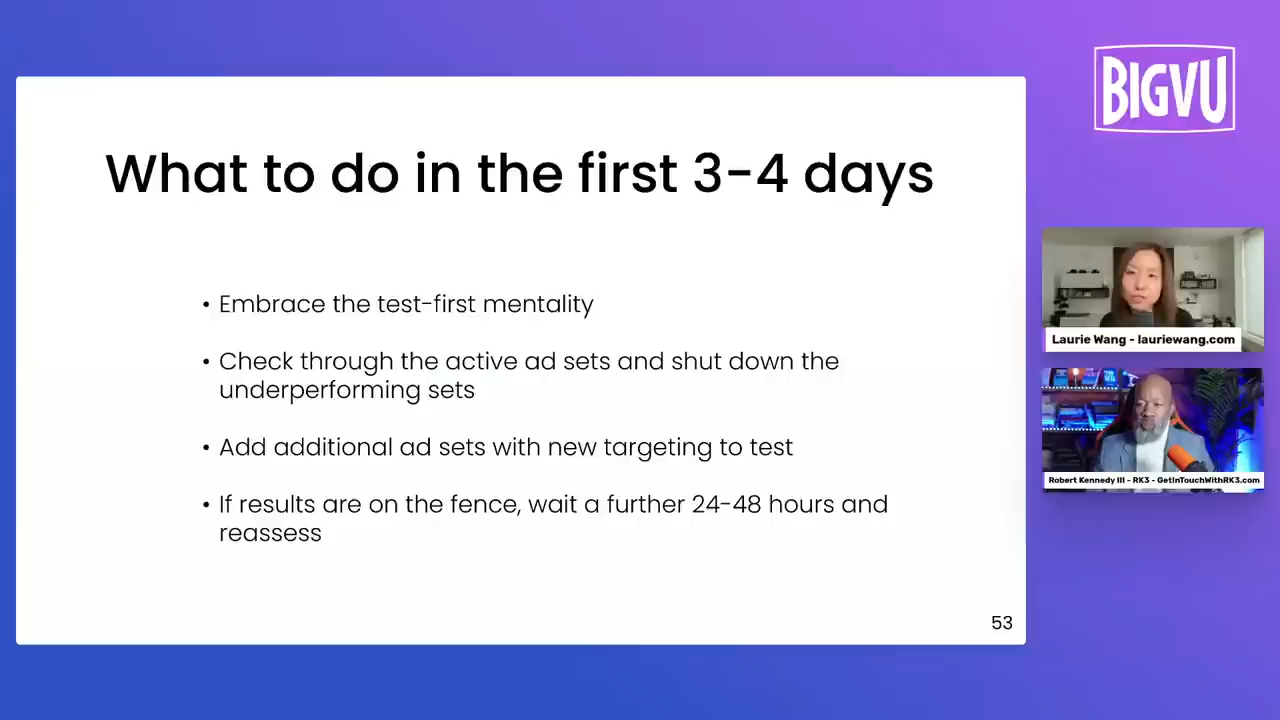 BIGVU
What to do in the first 3-4 days
• Embrace the test-first mentality
• Check through the active ad sets and shut down the
underperforming sets
• Add additional ad sets with new targeting to test
• If results are on the fence, wait a further 24-48 hours and
reassess
53
Laurie Wang - lauriewang.com
Robert Kennedy III - RK3 - GetInTouchWithRK3.com